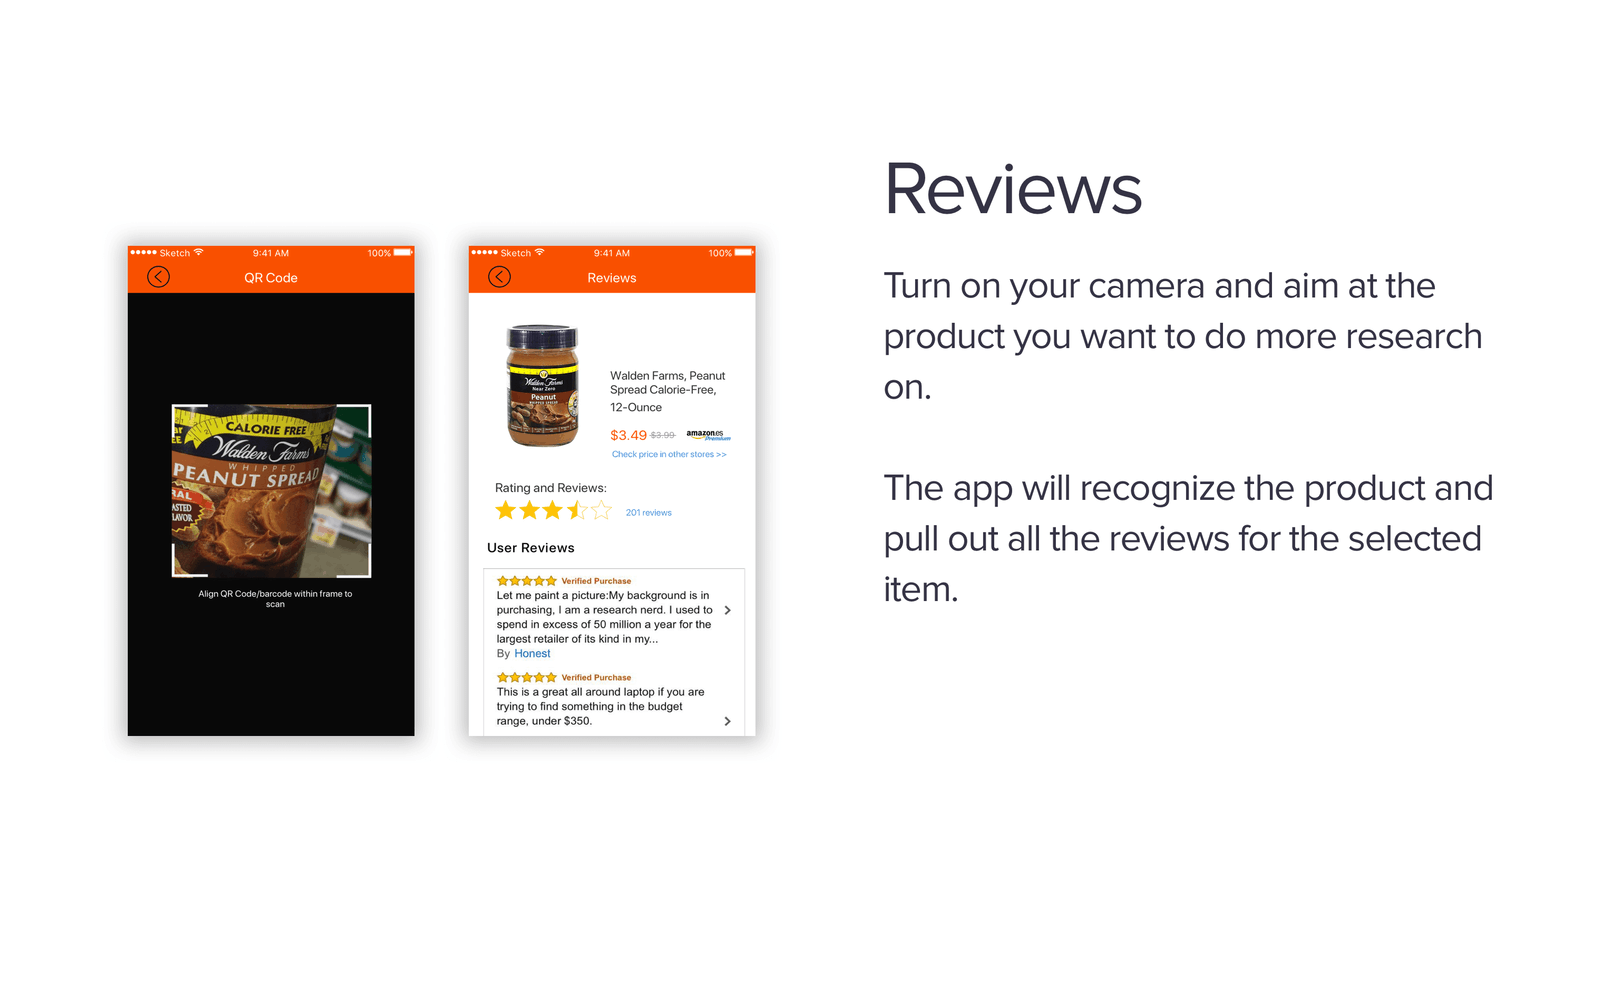 Sketch 9:41 AM 100%
QR Code
CALORIE FREE
Walden Farms
WHIPPED
PEANUT SPREAD
Align QR Code/barcode within frame to
scan
Sketch 9:41 AM 100%
Reviews
Walden Farms
Near Zero
Peanut
WHIPPED SPREAD
Walden Farms, Peanut
Spread Calorie-Free,
12-Ounce
$3.49 $3.99 amazon.es
Premium
Check price in other stores >>
Rating and Reviews:
201 reviews
User Reviews
Verified Purchase
Let me paint a picture:My background is in
purchasing, I am a research nerd. I used to
spend in excess of 50 million a year for the
largest retailer of its kind in my...
By Honest
Verified Purchase
This is a great all around laptop if you are
trying to find something in the budget
range, under $350.
Reviews
Turn on your camera and aim at the
product you want to do more research
on.
The app will recognize the product and
pull out all the reviews for the selected
item.